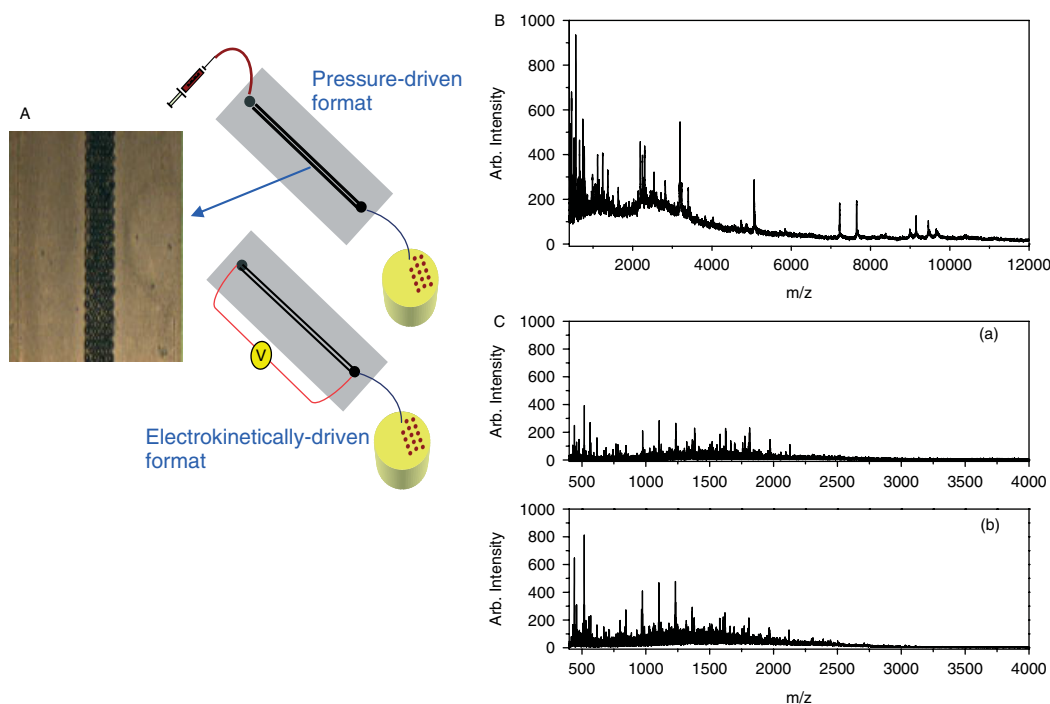 A
Pressure-driven
format
V
Electrokinetically-driven
format
B
1000
800
600
400
200
0
Arb. Intensity
2000 4000 6000 8000 10000 12000
m/z
C
(a)
1000
800
600
400
200
0
Arb. Intensity
500 1000 1500 2000 2500 3000 3500 4000
(b)
1000
800
600
400
200
0
Arb. Intensity
500 1000 1500 2000 2500 3000 3500 4000
m/z